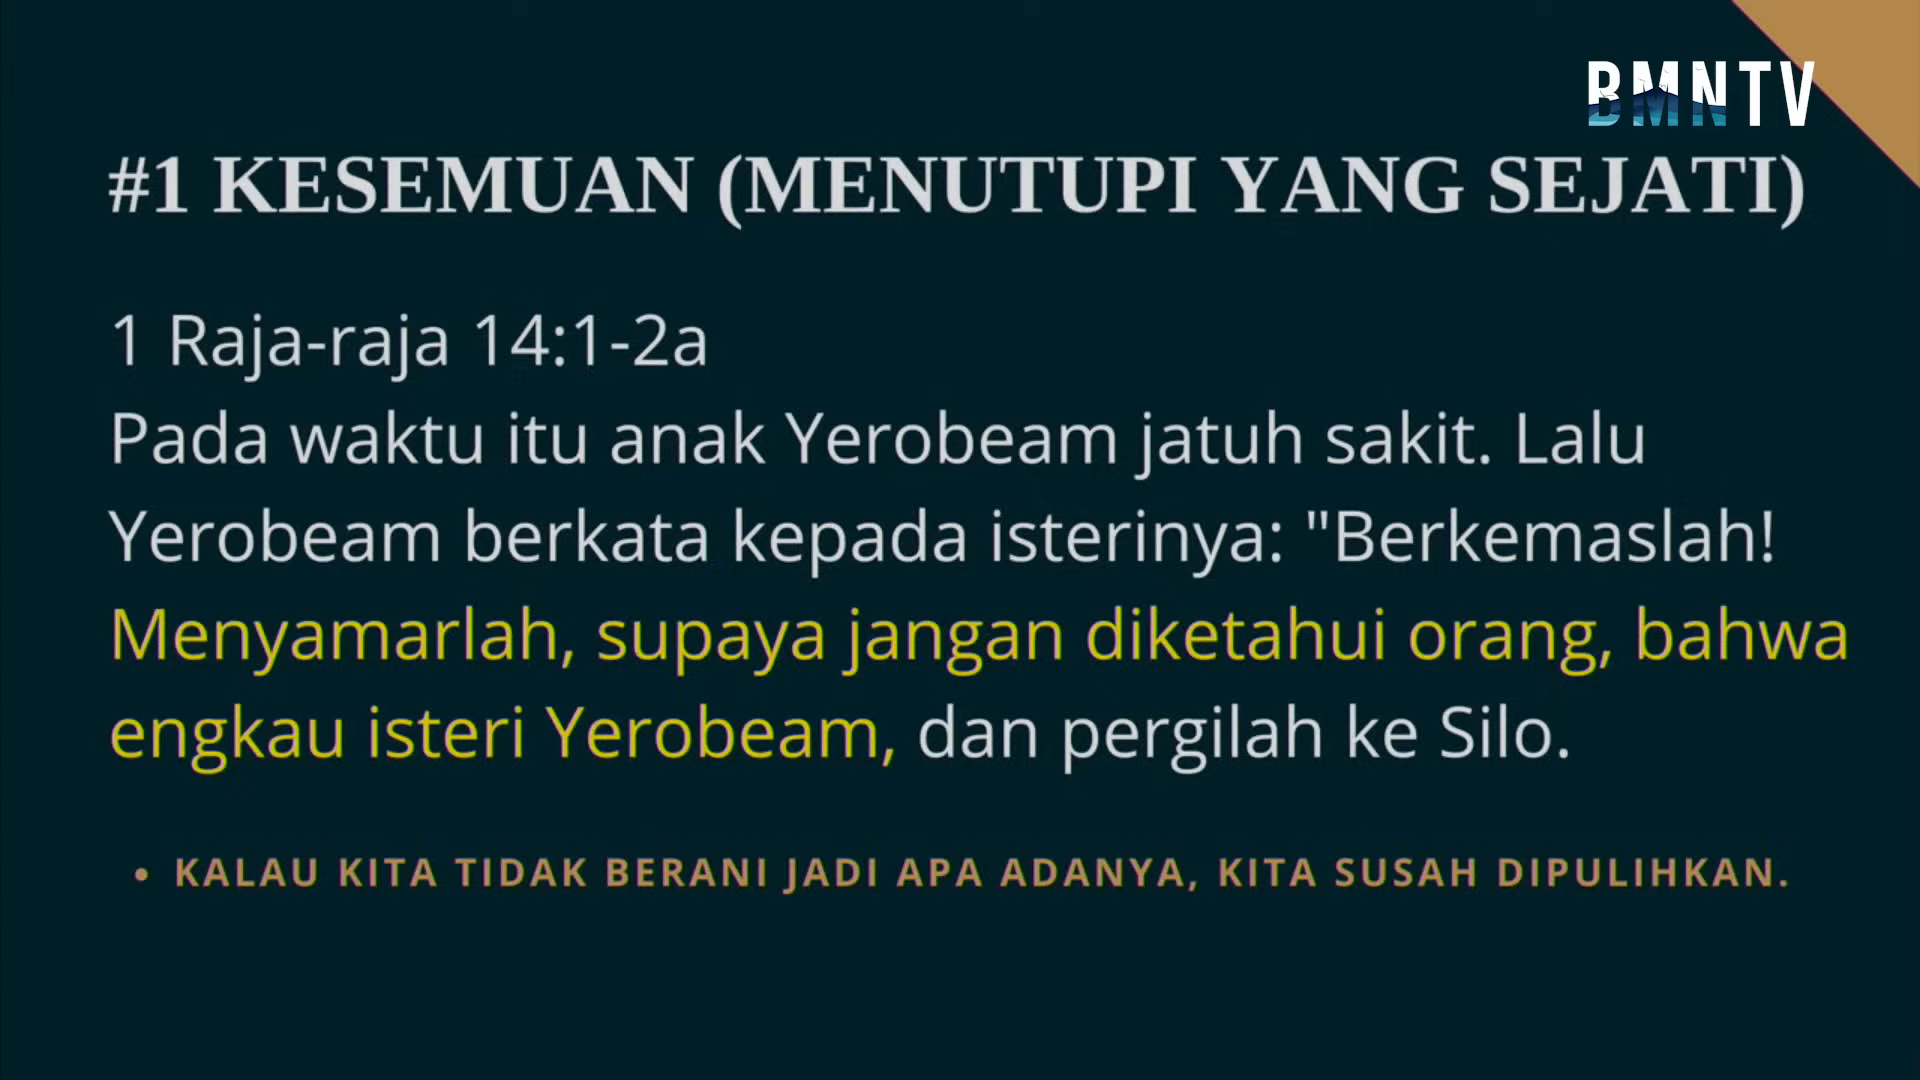 BMNTV
#1 KESEMUAN (MENUTUPI YANG SEJATI)
1 Raja-raja 14:1-2a
Pada waktu itu anak Yerobeam jatuh sakit. Lalu
Yerobeam berkata kepada isterinya: "Berkemaslah!
Menyamarlah, supaya jangan diketahui orang, bahwa
engkau isteri Yerobeam, dan pergilah ke Silo.
• KALAU KITA TIDAK BERANI JADI APA ADANYA, KITA SUSAH DIPULIHKAN.